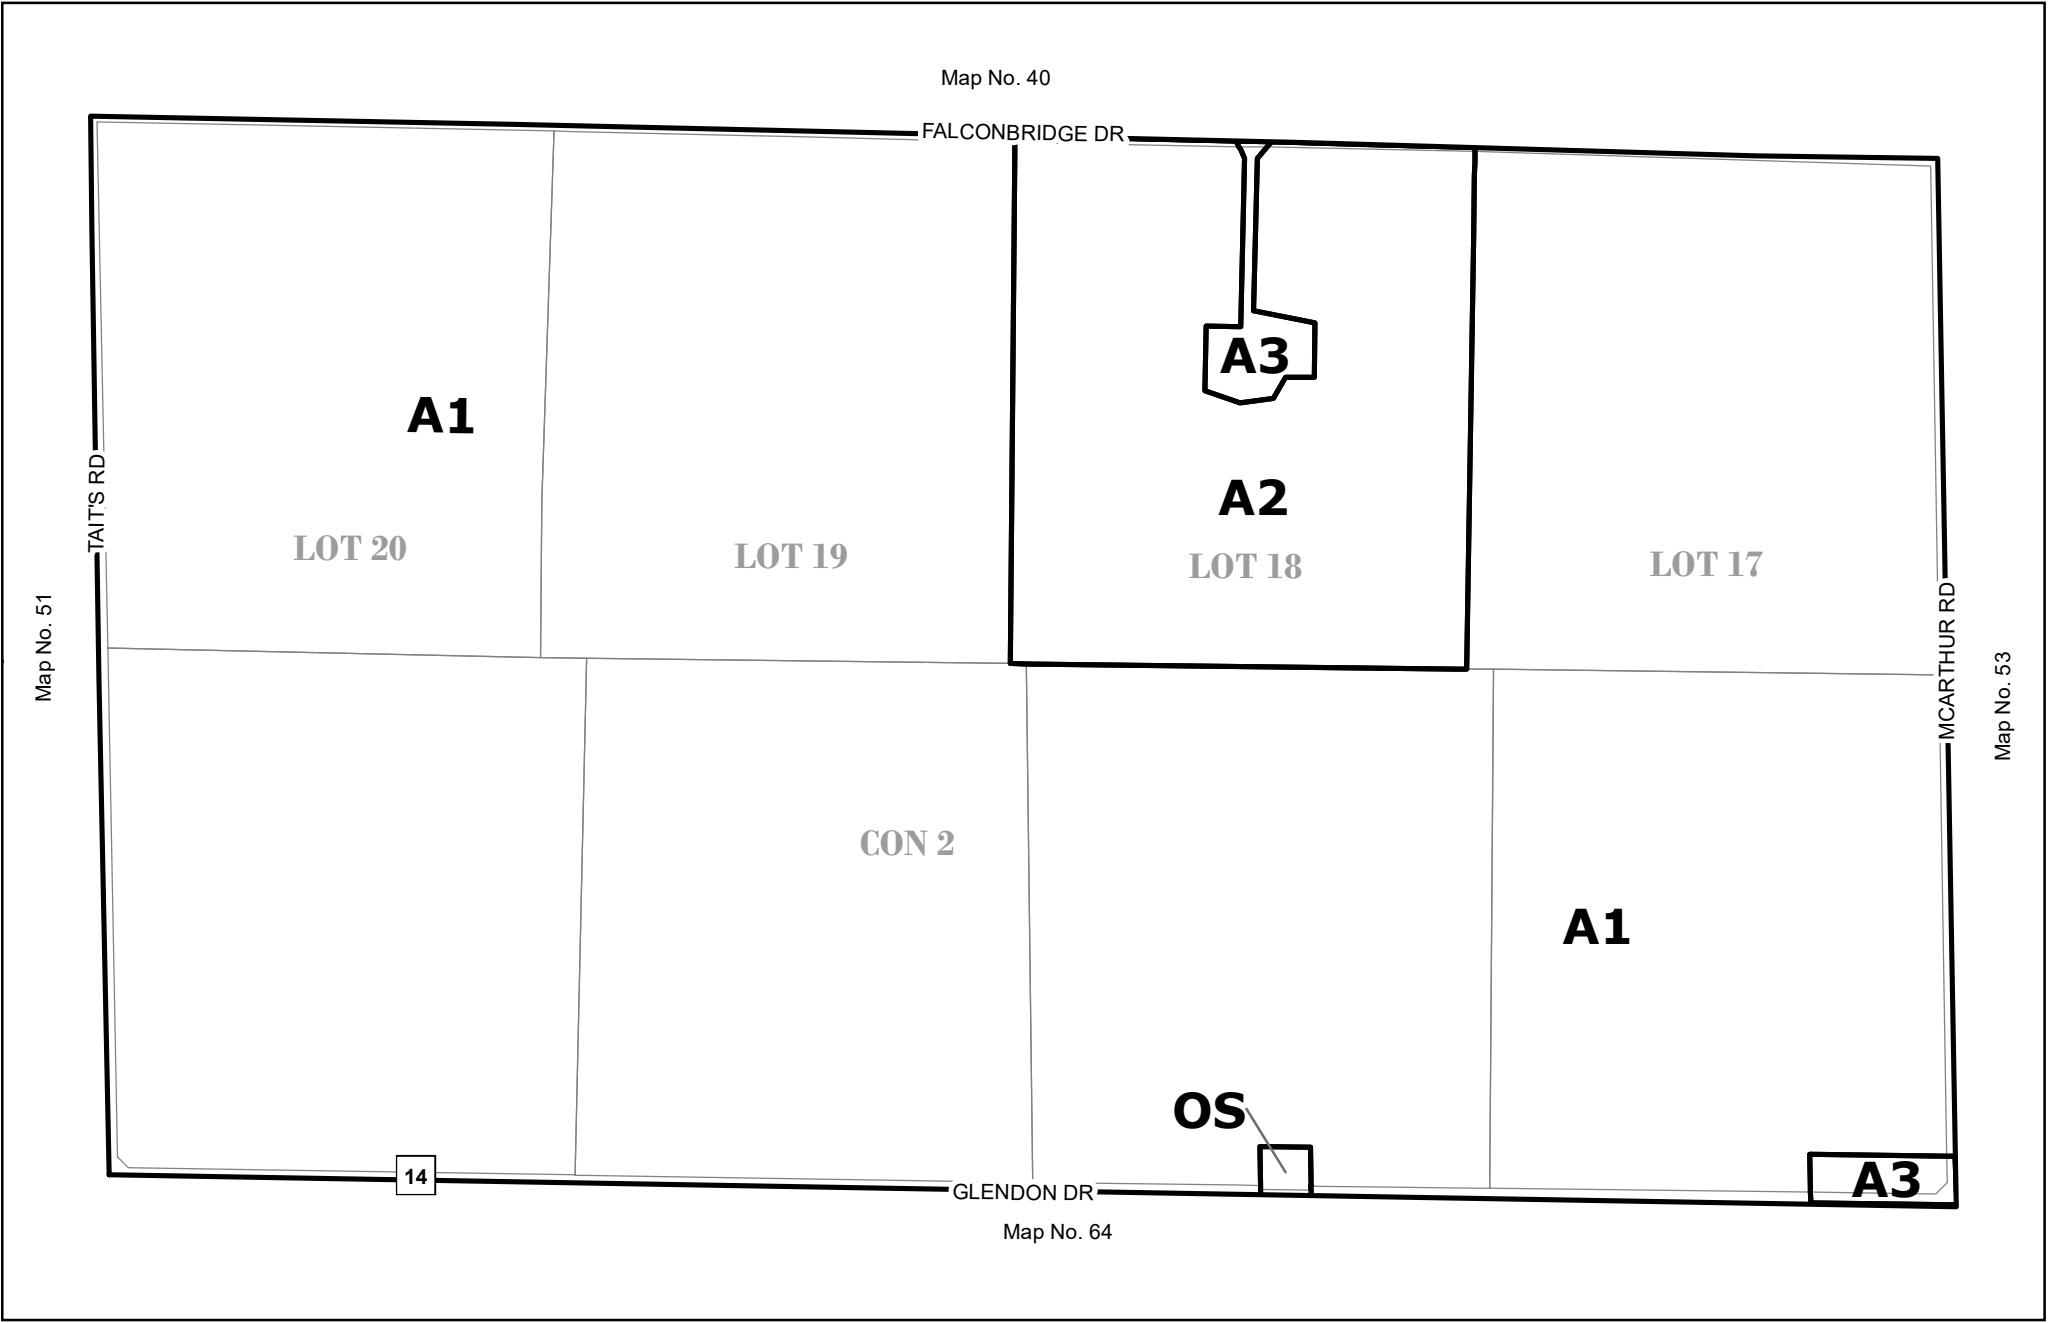 Map No. 40
FALCONBRIDGE DR
A3
A1
TAIT'S RD
A2
LOT 20
LOT 19
LOT 18
LOT 17
Map No. 51
MCARTHUR RD
Map No. 53
CON 2
A1
OS
14
A3
GLENDON DR
Map No. 64